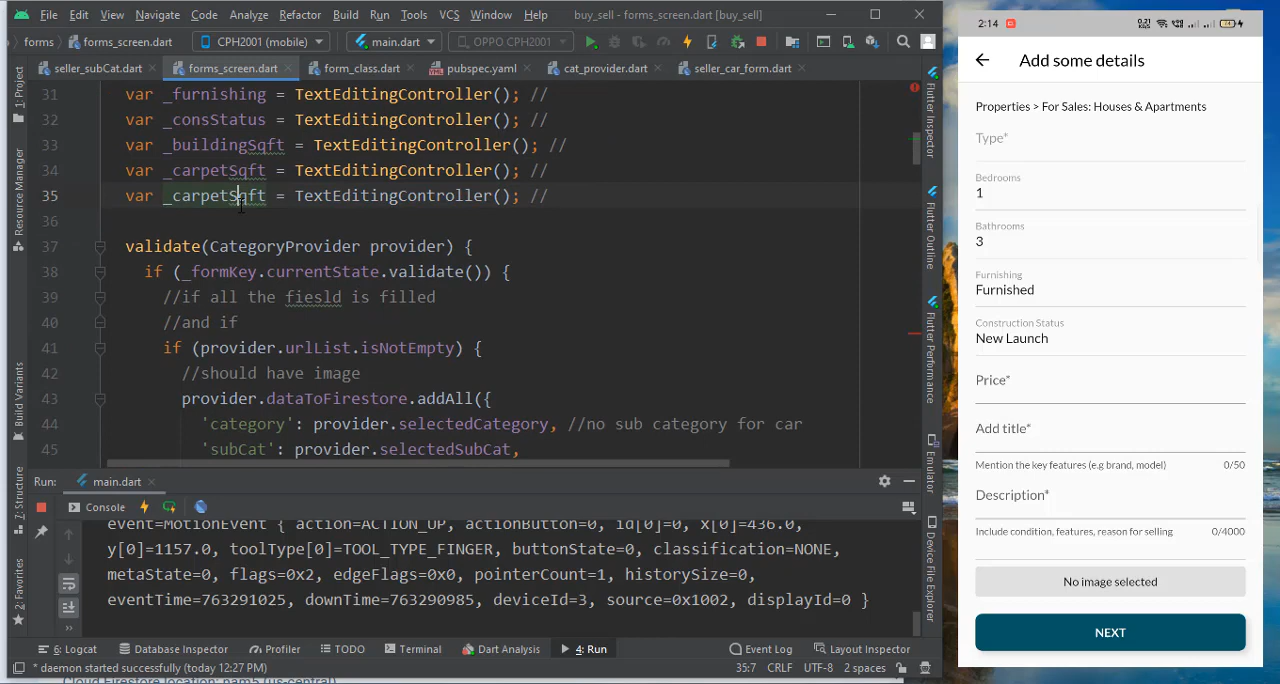 File Edit View Navigate Code Analyze Refactor Build Run Tools VCS Window Help buy_sell - forms_screen.dart [buy_sell]
forms forms_screen.dart CPH2001 (mobile) main.dart OPPO CPH2001
seller_subCat.dart forms_screen.dart form_class.dart pubspec.yaml cat_provider.dart seller_car_form.dart
31 var _furnishing = TextEditingController(); //
32 var _consStatus = TextEditingController(); //
33 var _buildingSqft = TextEditingController(); //
34 var _carpetSqft = TextEditingController(); //
35 var _carpetSqft = TextEditingController(); //
36
37 validate(CategoryProvider provider) {
38 if (_formKey.currentState.validate()) {
39 //if all the fiesld is filled
40 //and if
41 if (provider.urlList.isNotEmpty) {
42 //should have image
43 provider.dataToFirestore.addAll({
44 'category': provider.selectedCategory, //no sub category for car
45 'subCat': provider.selectedSubCat,
1: Project
Resource Manager
Build Variants
7: Structure
2: Favorites
Flutter Inspector
Flutter Outline
Flutter Performance
Emulator
Device File Explorer
Run: main.dart
Console
event=MotionEvent { action=ACTION_UP, actionButton=0, id[0]=0, x[0]=436.0,
y[0]=1157.0, toolType[0]=TOOL_TYPE_FINGER, buttonState=0, classification=NONE,
metaState=0, flags=0x2, edgeFlags=0x0, pointerCount=1, historySize=0,
eventTime=763291025, downTime=763290985, deviceId=3, source=0x1002, displayId=0 }
6: Logcat Database Inspector Profiler TODO Terminal Dart Analysis 4: Run Event Log Layout Inspector
* daemon started successfully (today 12:27 PM) 35:7 CRLF UTF-8 2 spaces
Cloud Firestore location: nam5 (us-central)
2:14
Add some details
Properties > For Sales: Houses & Apartments
Type*
Bedrooms
1
Bathrooms
3
Furnishing
Furnished
Construction Status
New Launch
Price*
Add title*
Mention the key features (e.g brand, model) 0/50
Description*
Include condition, features, reason for selling 0/4000
No image selected
NEXT